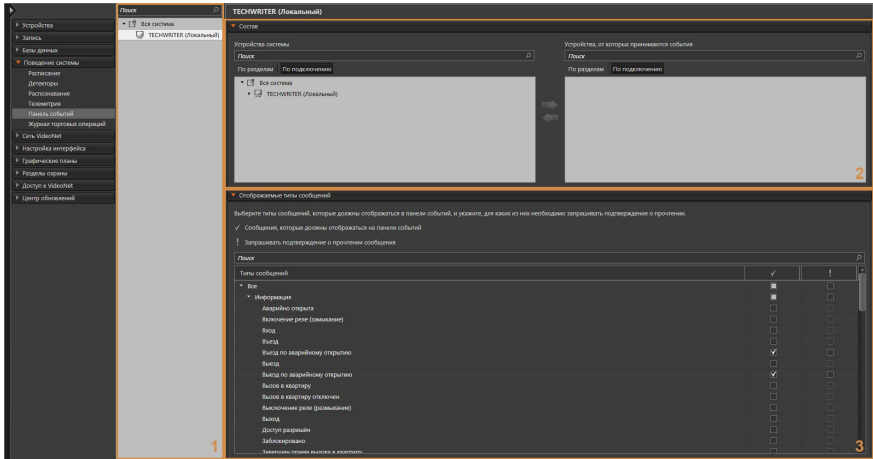 Устройства
Запись
Базы данных
Поведение системы
Расписание
Детекторы
Распознавание
Телеметрия
Панель событий
Журнал торговых операций
Сеть VideoNet
Настройка интерфейса
Графические планы
Разделы охраны
Доступ к VideoNet
Центр обновлений
Поиск
Вся система
TECHWRITER (Локальный)
1
TECHWRITER (Локальный)
Состав
Устройства системы
Поиск
По разделам По подключению
Вся система
TECHWRITER (Локальный)
Устройства, от которых принимаются события
Поиск
По разделам По подключению
2
Отображаемые типы сообщений
Выберите типы сообщений, которые должны отображаться в панели событий, и укажите, для каких из них необходимо запрашивать подтверждение о прочтении.
✓ Сообщения, которые должны отображаться на панели событий
! Запрашивать подтверждение о прочтении сообщения
Поиск
Типы сообщений ✓ !
Все
Информация
Аварийно открыта
Включение реле (замыкание)
Вход
Въезд
Въезд по аварийному открытию
Выезд
Выезд по аварийному открытию
Вызов в квартиру
Вызов в квартиру отключен
Выключение реле (размыкание)
Выход
Доступ разрешён
Заблокировано
Завершен прием вызова в квартиру
3